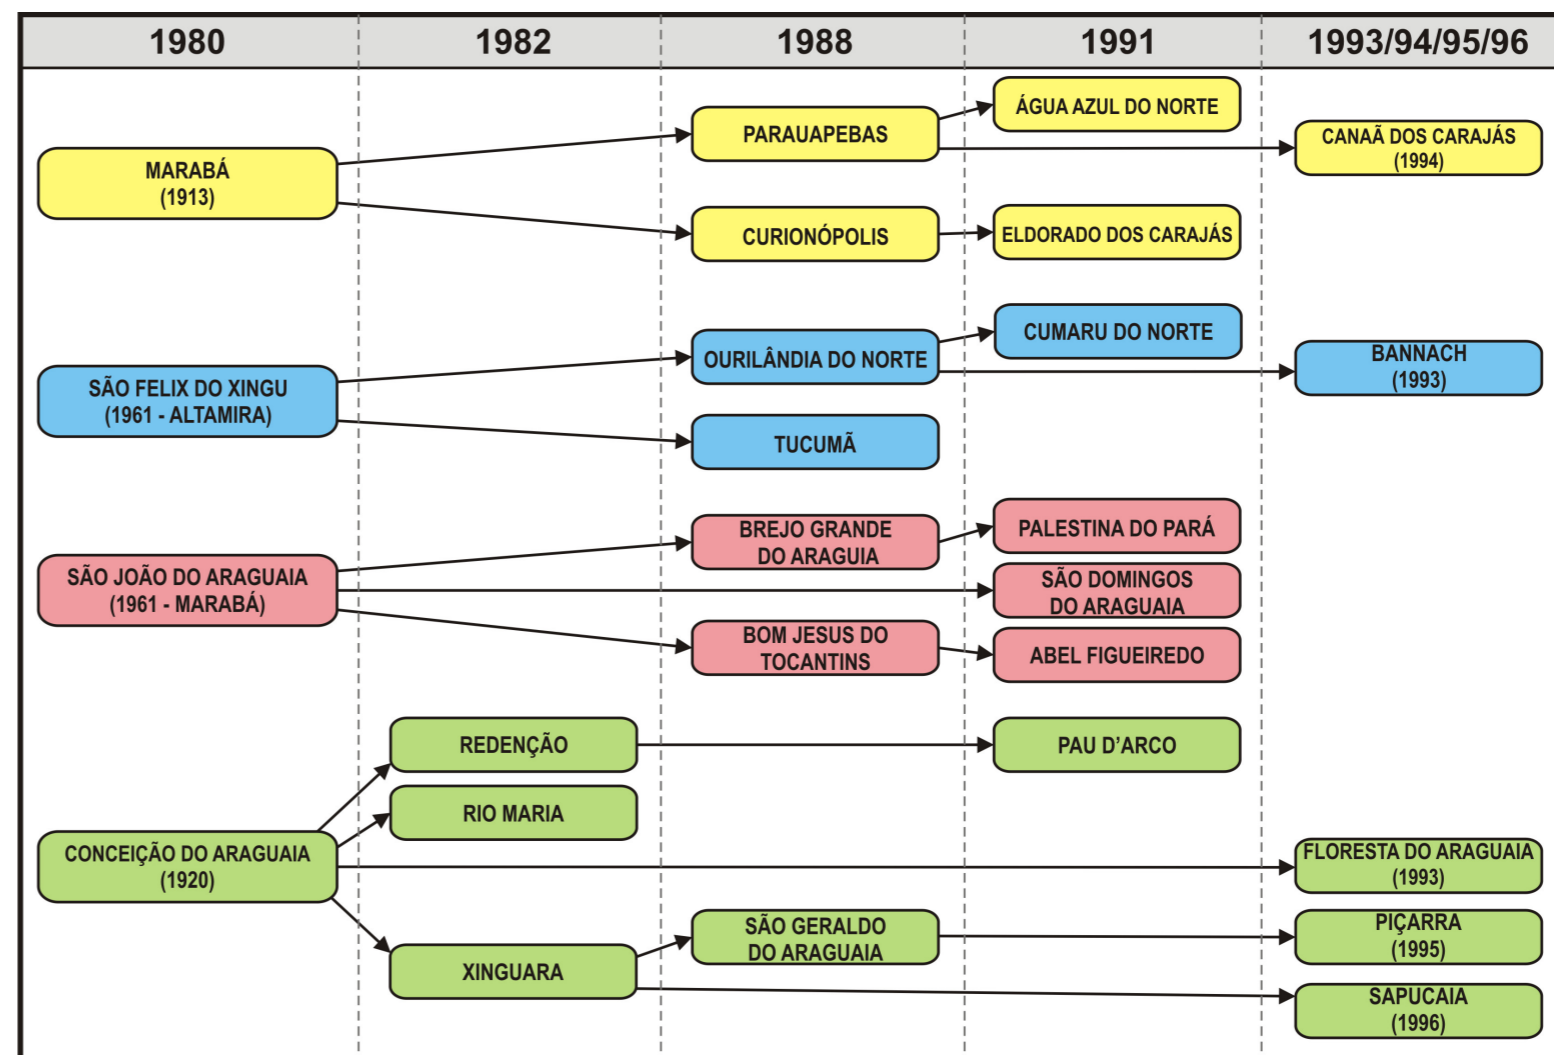 1980
1982
1988
1991
1993/94/95/96
MARABÁ
(1913)
PARAUAPEBAS
ÁGUA AZUL DO NORTE
CANAÃ DOS CARAJÁS
(1994)
CURIONÓPOLIS
ELDORADO DOS CARAJÁS
SÃO FELIX DO XINGU
(1961 - ALTAMIRA)
OURILÂNDIA DO NORTE
CUMARU DO NORTE
BANNACH
(1993)
TUCUMÃ
SÃO JOÃO DO ARAGUAIA
(1961 - MARABÁ)
BREJO GRANDE
DO ARAGUIA
PALESTINA DO PARÁ
SÃO DOMINGOS
DO ARAGUAIA
BOM JESUS DO
TOCANTINS
ABEL FIGUEIREDO
CONCEIÇÃO DO ARAGUAIA
(1920)
REDENÇÃO
PAU D’ARCO
RIO MARIA
FLORESTA DO ARAGUAIA
(1993)
XINGUARA
SÃO GERALDO
DO ARAGUAIA
PIÇARRA
(1995)
SAPUCAIA
(1996)